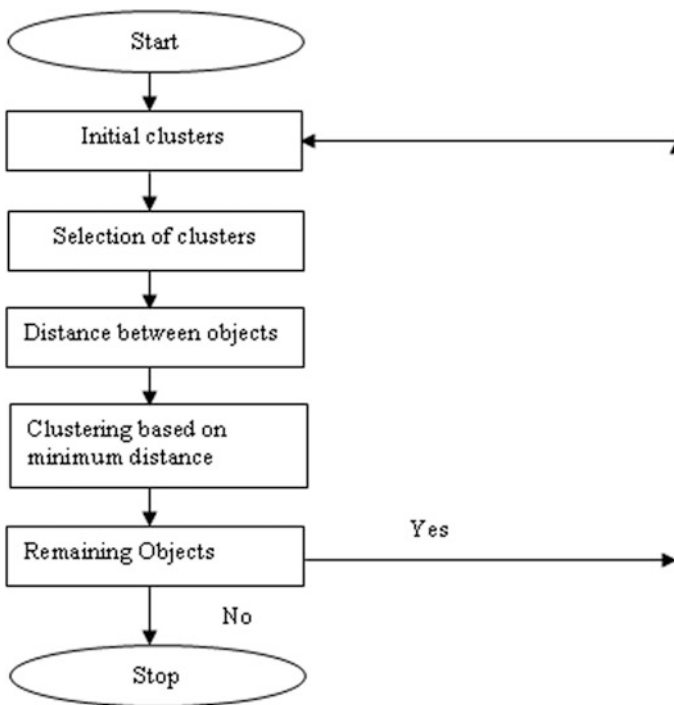 Start
Initial clusters
Selection of clusters
Distance between objects
Clustering based on
minimum distance
Remaining Objects
Yes
No
Stop